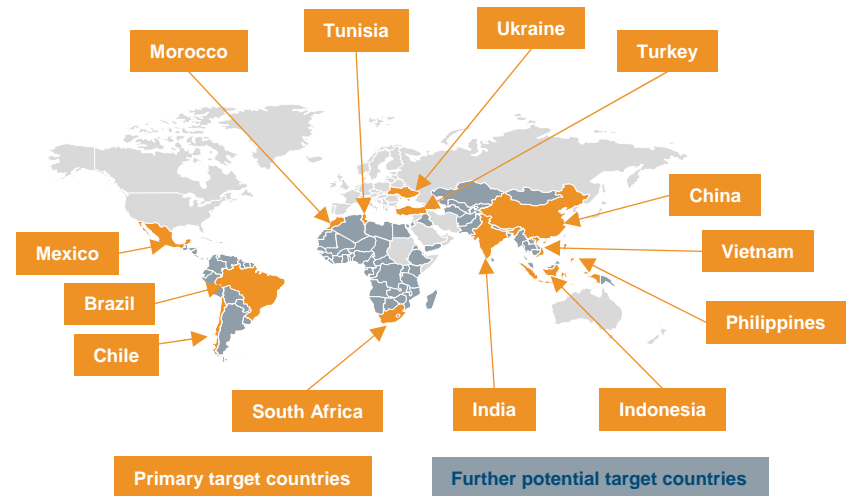 Tunisia
Ukraine
Morocco
Turkey
China
Mexico
Vietnam
Brazil
Philippines
Chile
South Africa
India
Indonesia
Primary target countries
Further potential target countries